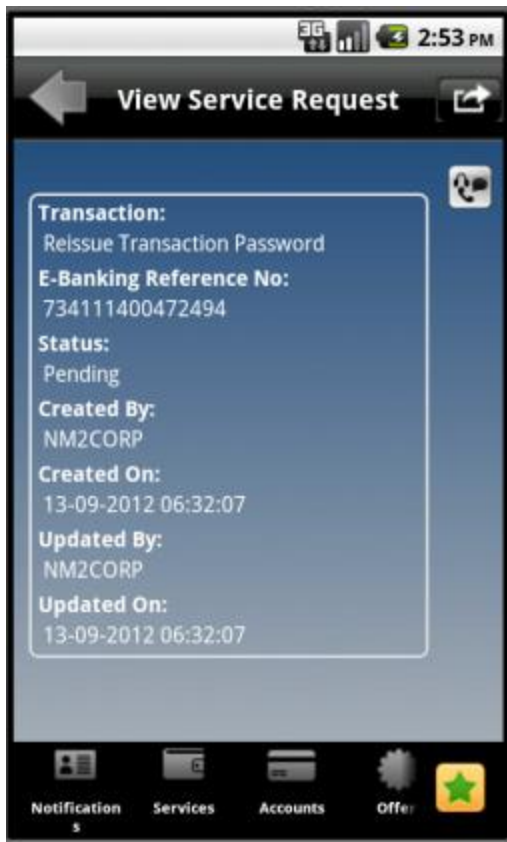 3G
2:53 PM
View Service Request
Transaction:
Reissue Transaction Password
E-Banking Reference No:
734111400472494
Status:
Pending
Created By:
NM2CORP
Created On:
13-09-2012 06:32:07
Updated By:
NM2CORP
Updated On:
13-09-2012 06:32:07
Notification Services Accounts Offer
s